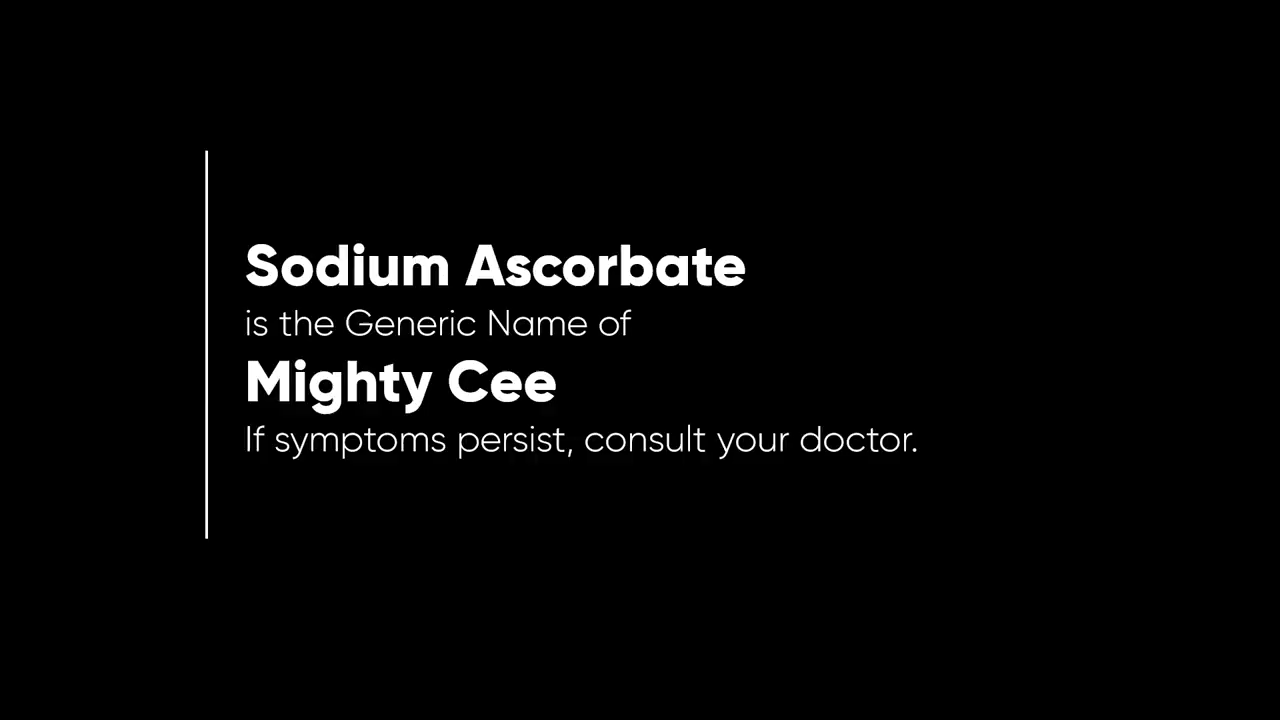 Sodium Ascorbate
is the Generic Name of
Mighty Cee
If symptoms persist, consult your doctor.